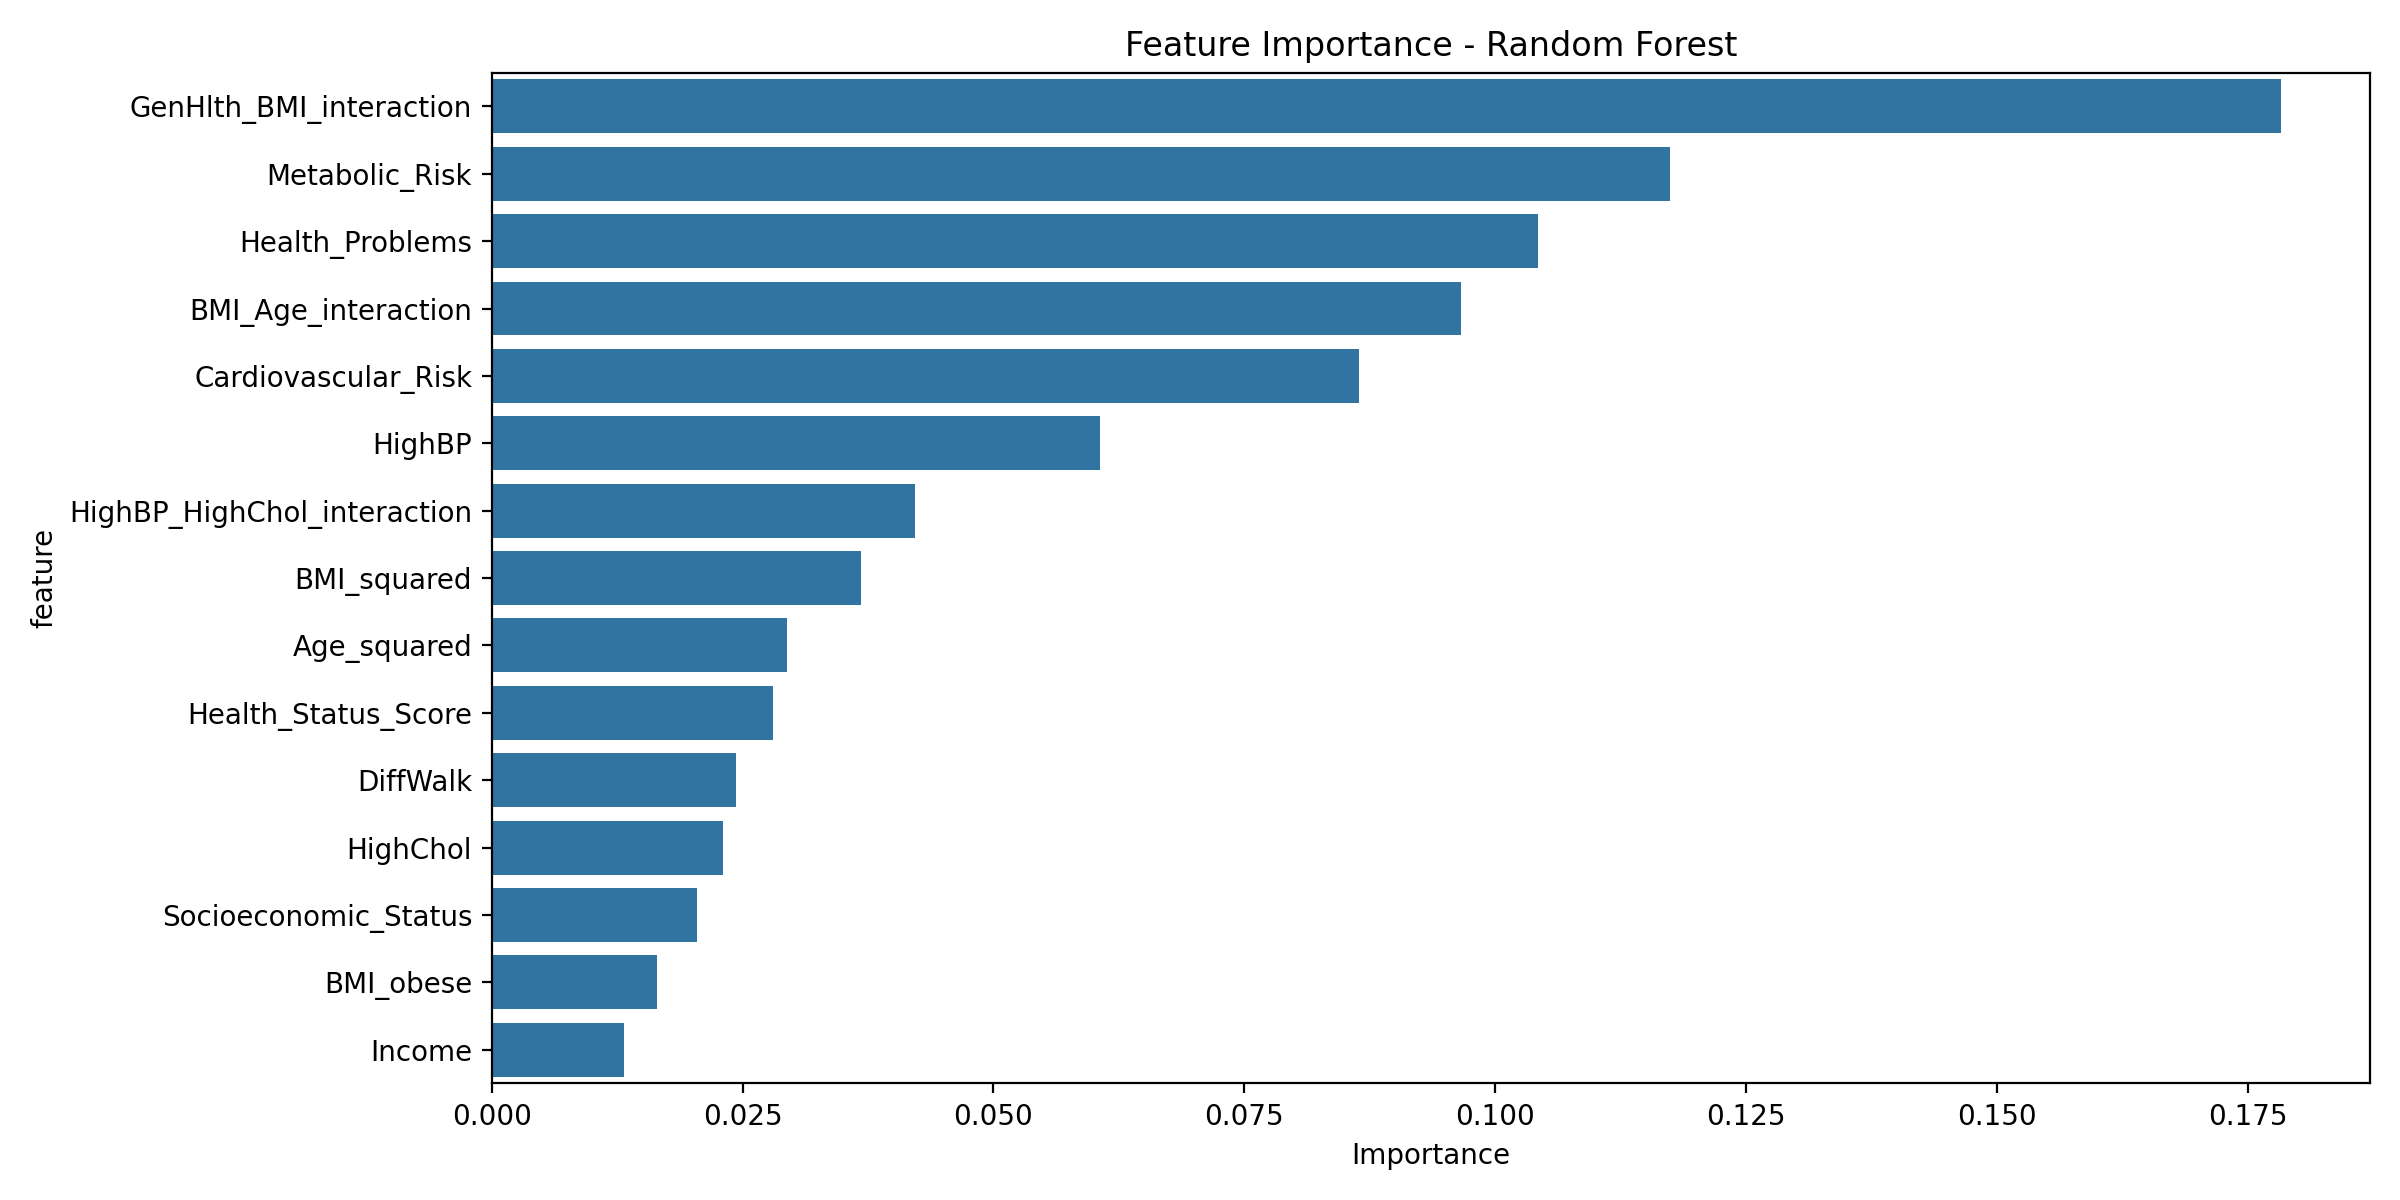 Feature Importance - Random Forest
GenHlth_BMI_interaction
Metabolic_Risk
Health_Problems
BMI_Age_interaction
Cardiovascular_Risk
HighBP
HighBP_HighChol_interaction
BMI_squared
Age_squared
Health_Status_Score
DiffWalk
HighChol
Socioeconomic_Status
BMI_obese
Income
feature
0.000 0.025 0.050 0.075 0.100 0.125 0.150 0.175
Importance